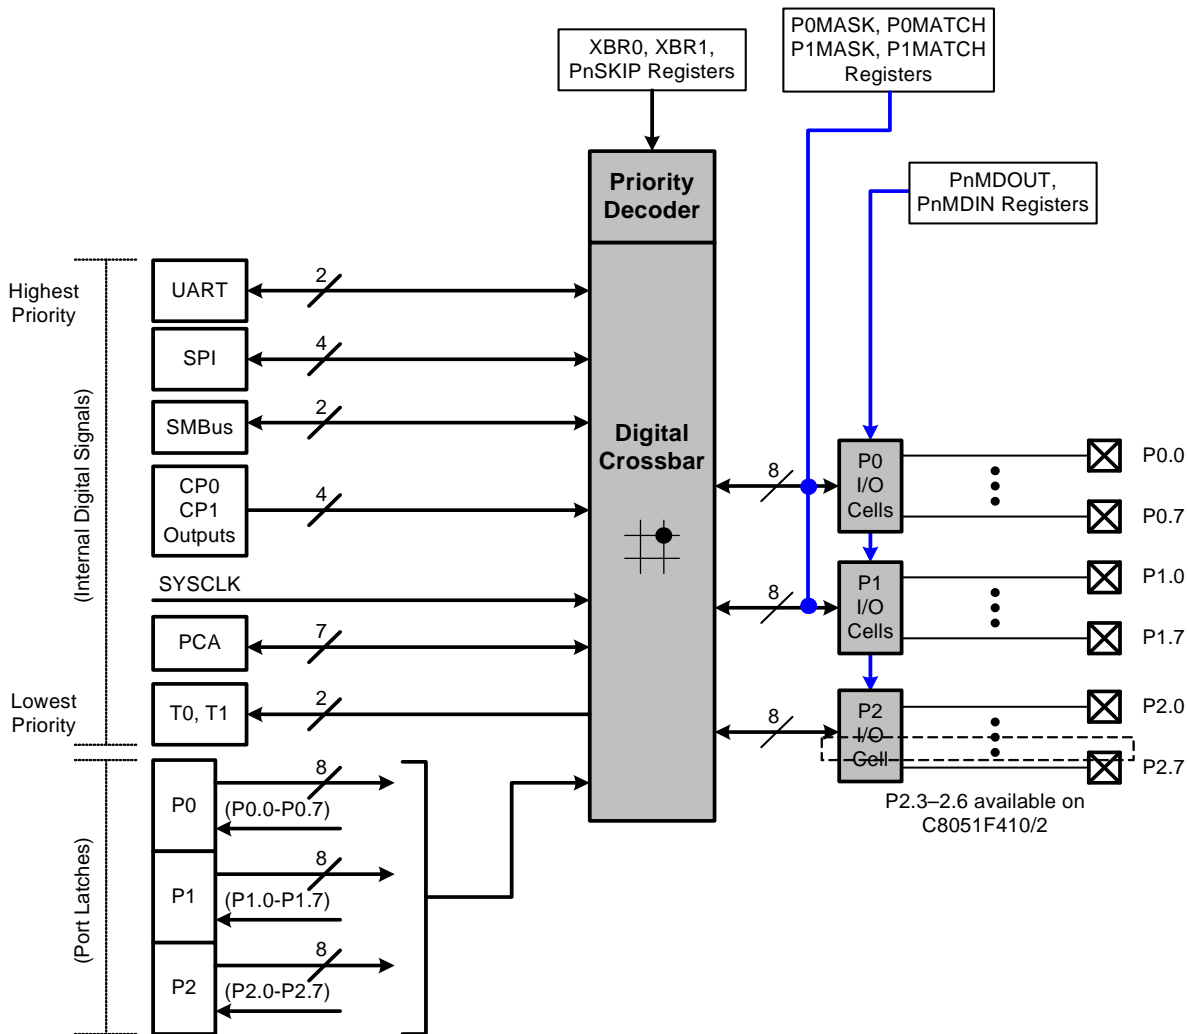 XBR0, XBR1,
PnSKIP Registers
P0MASK, P0MATCH
P1MASK, P1MATCH
Registers
PnMDOUT,
PnMDIN Registers
Priority
Decoder
Highest
Priority
(Internal Digital Signals)
UART
2
SPI
4
SMBus
2
CP0
CP1
Outputs
4
SYSCLK
PCA
7
Lowest
Priority
T0, T1
2
Digital
Crossbar
8
P0
I/O
Cells
P0.0
P0.7
8
P1
I/O
Cells
P1.0
P1.7
8
P2
I/O
Cell
P2.0
P2.7
P2.3–2.6 available on
C8051F410/2
(Port Latches)
P0
8
(P0.0-P0.7)
P1
8
(P1.0-P1.7)
P2
8
(P2.0-P2.7)